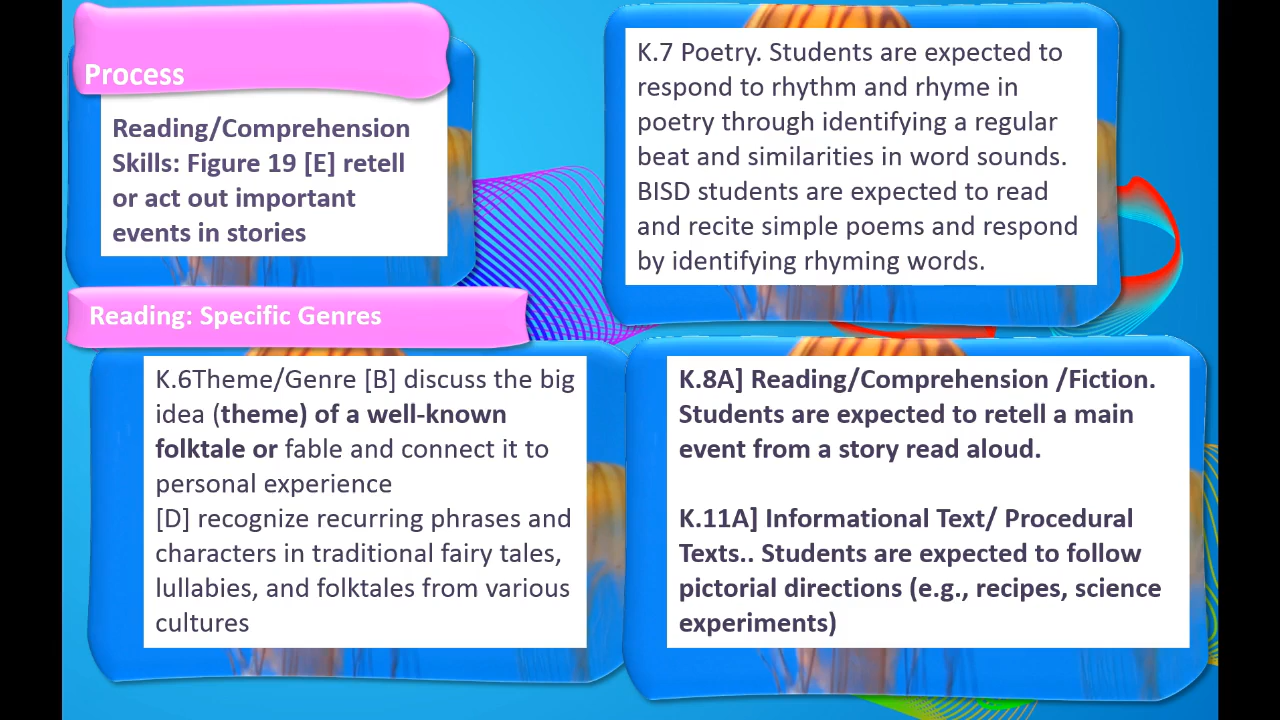 Process
Reading/Comprehension
Skills: Figure 19 [E] retell
or act out important
events in stories
K.7 Poetry. Students are expected to
respond to rhythm and rhyme in
poetry through identifying a regular
beat and similarities in word sounds.
BISD students are expected to read
and recite simple poems and respond
by identifying rhyming words.
Reading: Specific Genres
K.6Theme/Genre [B] discuss the big
idea (theme) of a well-known
folktale or fable and connect it to
personal experience
[D] recognize recurring phrases and
characters in traditional fairy tales,
lullabies, and folktales from various
cultures
K.8A] Reading/Comprehension /Fiction.
Students are expected to retell a main
event from a story read aloud.
K.11A] Informational Text/ Procedural
Texts.. Students are expected to follow
pictorial directions (e.g., recipes, science
experiments)